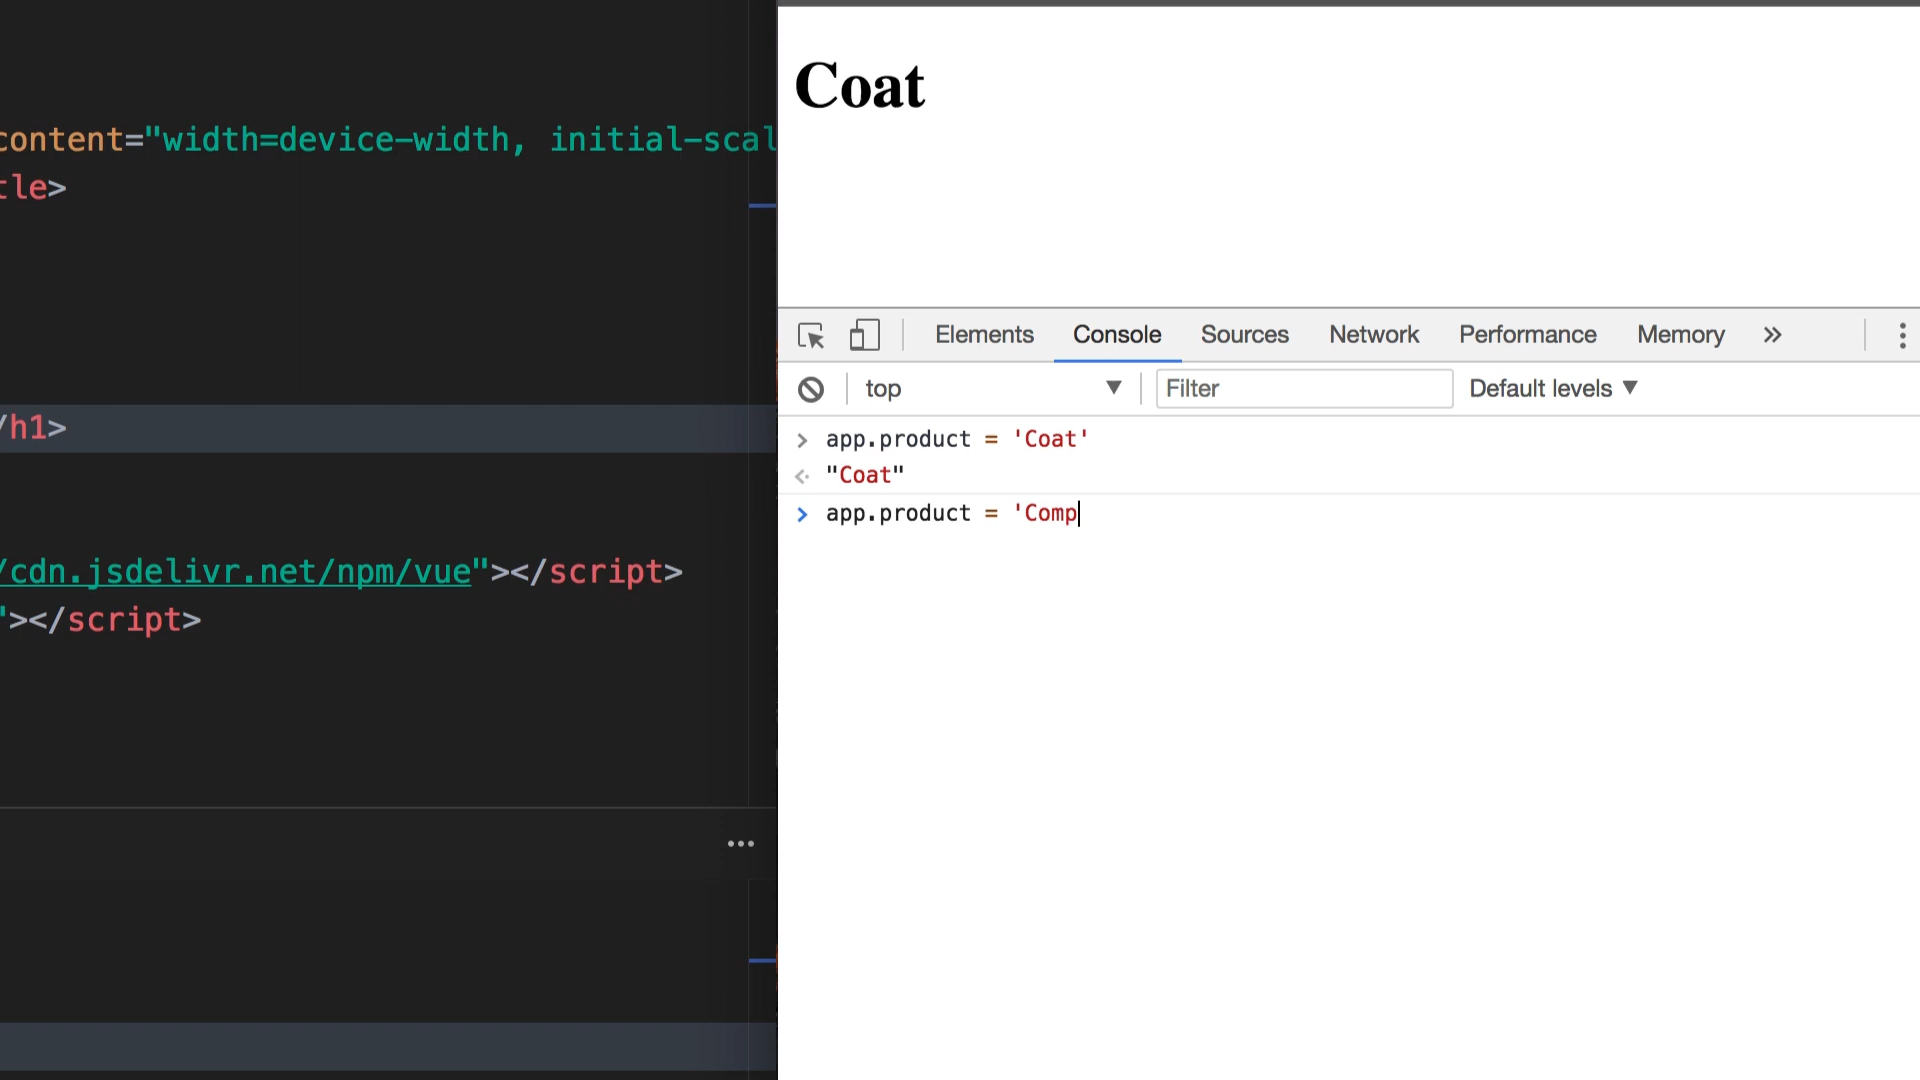 content="width=device-width, initial-scal
tle>
/h1>
/cdn.jsdelivr.net/npm/vue"></script>
"></script>
Coat
Elements Console Sources Network Performance Memory »
top ▼ Filter Default levels ▼
> app.product = 'Coat'
"Coat"
> app.product = 'Comp